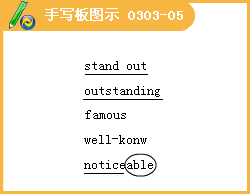 手写板图示 0303-05
stand out
outstanding
famous
well-konw
noticeable